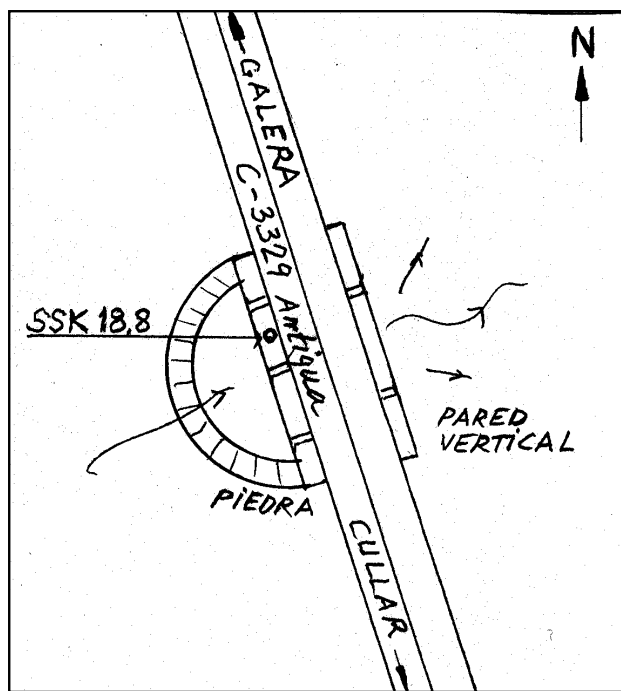 N
GALERA
C-3329 Antigua
SSK 18,8
PARED
VERTICAL
PIEDRA
CULLAR